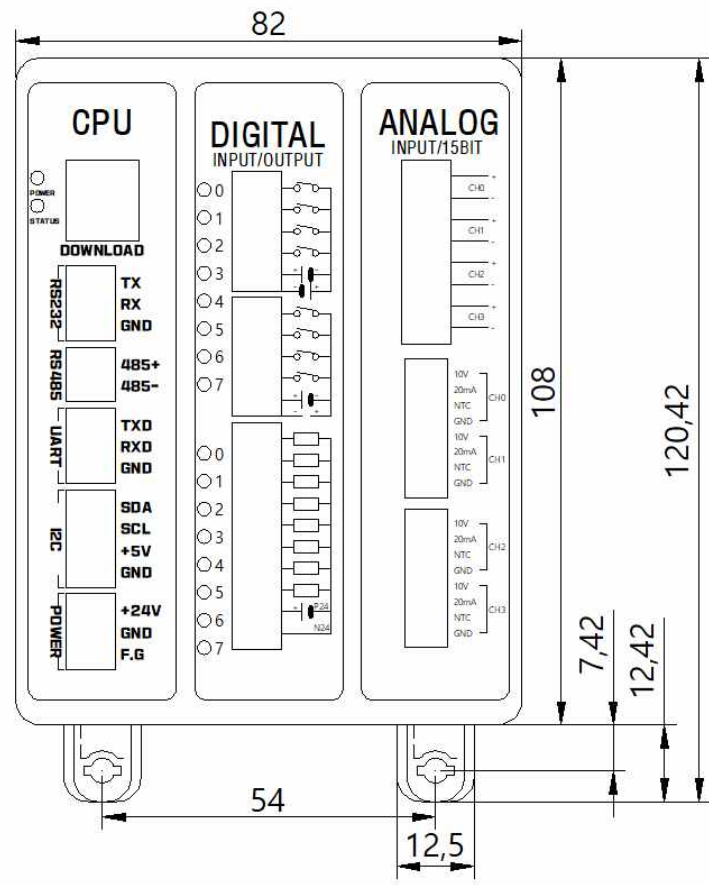 82
CPU
POWER
STATUS
DOWNLOAD
RS232
TX
RX
GND
RS485
485+
485-
UART
TXD
RXD
GND
I2C
SDA
SCL
+5V
GND
POWER
+24V
GND
F.G
DIGITAL
INPUT/OUTPUT
0
1
2
3
+ -
- +
4
5
6
7
+ -
- +
0
1
2
3
4
5
6
7
+ - P24
N24
ANALOG
INPUT/15BIT
+
CH0
-
+
CH1
-
+
CH2
-
+
CH3
-
10V
20mA
NTC
GND
CH0
10V
20mA
NTC
GND
CH1
10V
20mA
NTC
GND
CH2
10V
20mA
NTC
GND
CH3
108
120,42
7,42
12,42
54
12,5